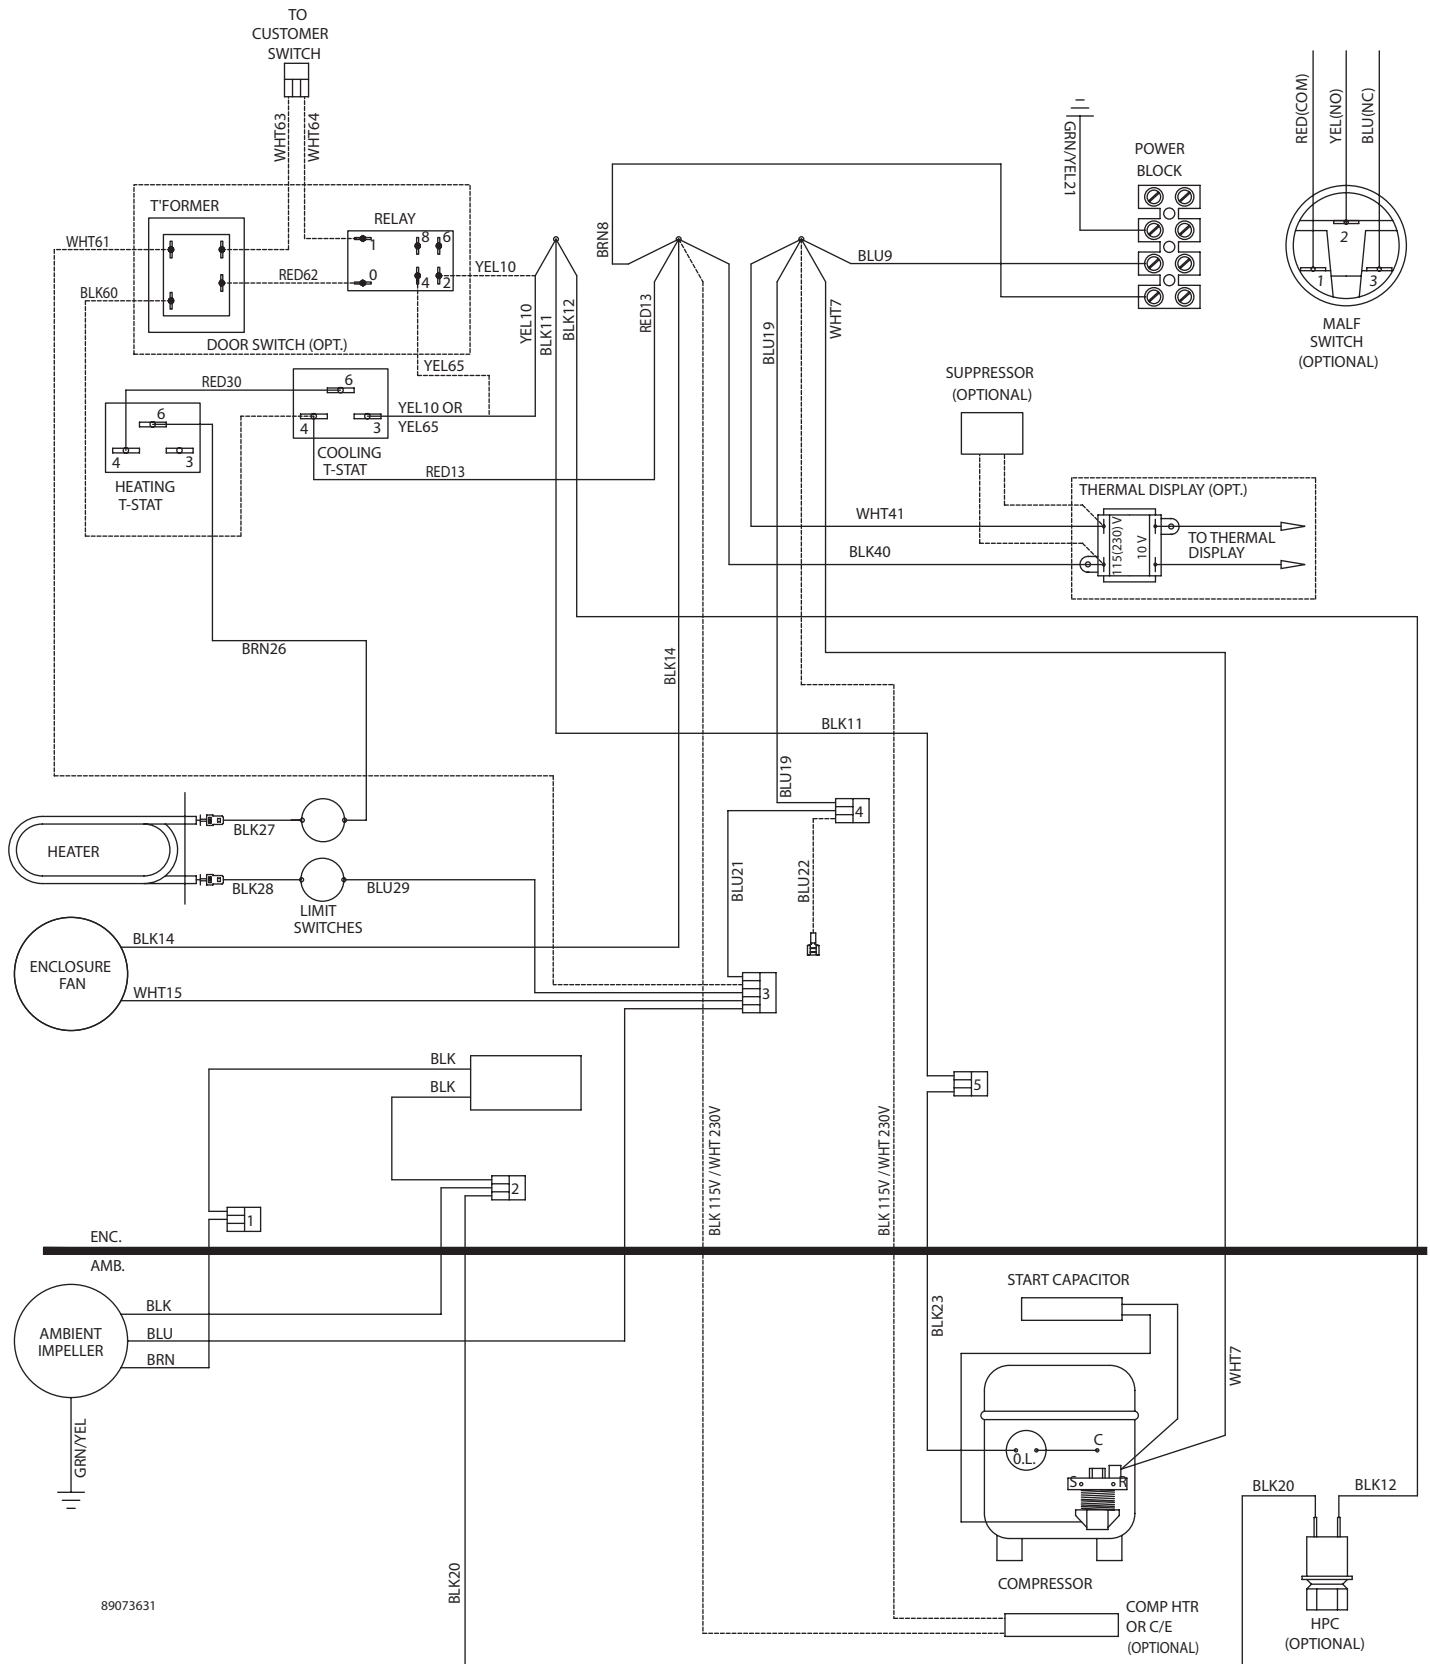 TO
CUSTOMER
SWITCH
WHT63
WHT64
T'FORMER
RELAY
1
8
6
0
4
2
WHT61
RED62
BLK60
DOOR SWITCH (OPT.)
YEL10
YEL65
YEL10
BLK11
BLK12
BRN8
RED13
BLU19
WHT7
BLU9
GRN/YEL21
POWER
BLOCK
RED(COM)
YEL(NO)
BLU(NC)
2
1
3
MALF
SWITCH
(OPTIONAL)
RED30
6
4
3
HEATING
T-STAT
6
4
3
YEL10 OR
YEL65
COOLING
T-STAT
RED13
SUPPRESSOR
(OPTIONAL)
THERMAL DISPLAY (OPT.)
WHT41
BLK40
115(230) V
10 V
TO THERMAL
DISPLAY
BRN26
BLK14
BLK11
BLU19
4
BLU21
BLU22
HEATER
BLK27
BLK28
BLU29
LIMIT
SWITCHES
ENCLOSURE
FAN
BLK14
WHT15
3
BLK
BLK
5
BLK 115V / WHT 230V
BLK 115V / WHT 230V
2
1
ENC.
AMB.
AMBIENT
IMPELLER
BLK
BLU
BRN
GRN/YEL
START CAPACITOR
BLK23
WHT7
O.L.
C
S
R
COMPRESSOR
BLK20
BLK12
BLK20
HPC
(OPTIONAL)
COMP HTR
OR C/E
(OPTIONAL)
89073631